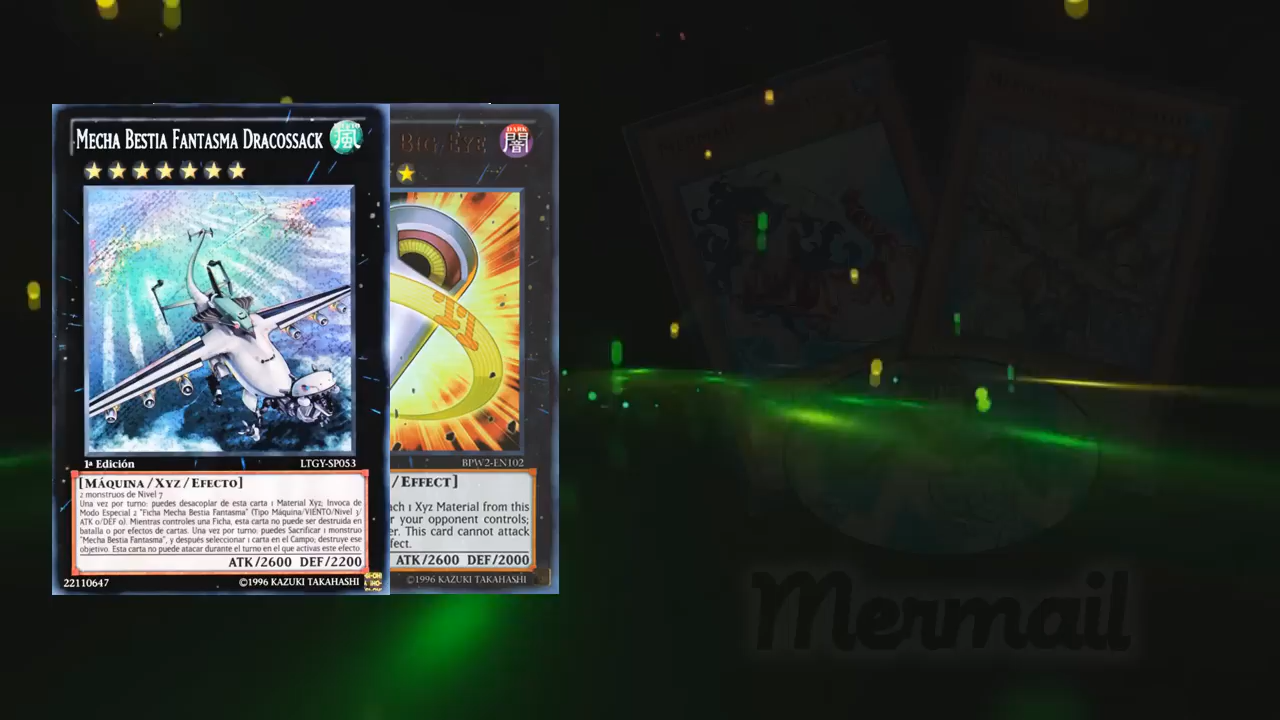 MECHA BESTIA FANTASMA DRACOSSACK
風
1ª Edición
LTGY-SP053
[MÁQUINA/XYZ/EFECTO]
2 monstruos de Nivel 7
Una vez por turno: puedes desacoplar de esta carta 1 Material Xyz; Invoca de
Modo Especial 2 "Ficha Mecha Bestia Fantasma" (Tipo Máquina/VIENTO/Nivel 3/
ATK 0/DEF 0). Mientras controles una Ficha, esta carta no puede ser destruida en
batalla o por efectos de cartas. Una vez por turno: puedes Sacrificar 1 monstruo
"Mecha Bestia Fantasma", y después seleccionar 1 carta en el Campo; destruye ese
objetivo. Esta carta no puede atacar durante el turno en el que activas este efecto.
ATK/2600 DEF/2200
22110647
©1996 KAZUKI TAKAHASHI
BIG EYE
DARK
闇
11
BPW2-EN102
/EFFECT]
ch 1 Xyz Material from this
r your opponent controls;
er. This card cannot attack
fect.
ATK/2600 DEF/2000
©1996 KAZUKI TAKAHASHI
Mermail